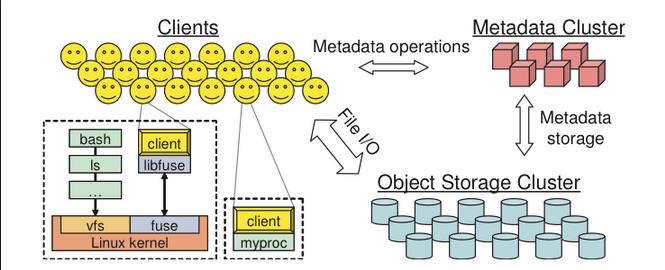 Clients
Metadata Cluster
Metadata operations
bash
client
ls
libfuse
...
File I/O
Metadata
storage
Object Storage Cluster
vfs
fuse
Linux kernel
client
myproc